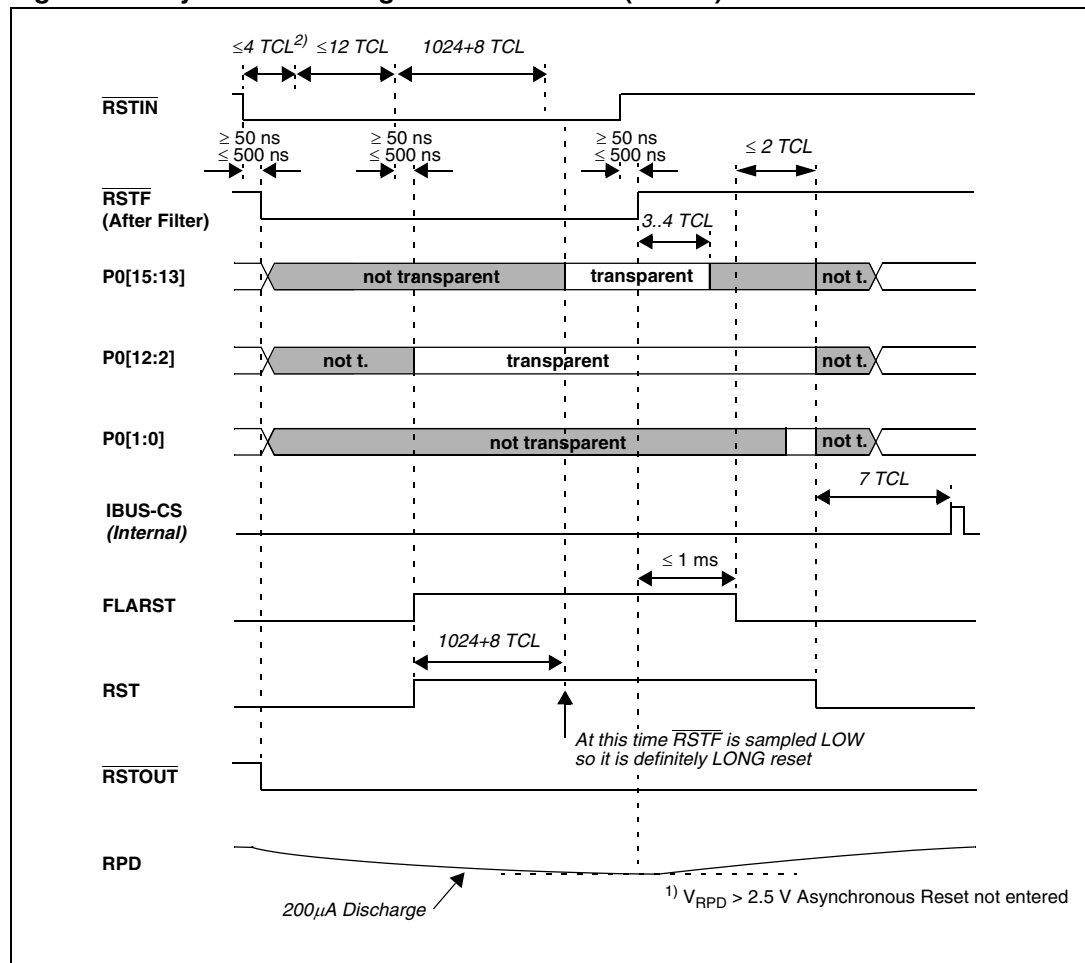 ≤4 TCL2) ≤12 TCL 1024+8 TCL
RSTIN
≥ 50 ns ≥ 50 ns ≥ 50 ns
≤ 500 ns ≤ 500 ns ≤ 500 ns ≤ 2 TCL
RSTF
(After Filter)
3..4 TCL
P0[15:13] not transparent transparent not t.
P0[12:2] not t. transparent not t.
P0[1:0] not transparent not t.
7 TCL
IBUS-CS
(Internal)
≤ 1 ms
FLARST
1024+8 TCL
RST
At this time RSTF is sampled LOW
so it is definitely LONG reset
RSTOUT
RPD
200µA Discharge
1) VRPD > 2.5 V Asynchronous Reset not entered